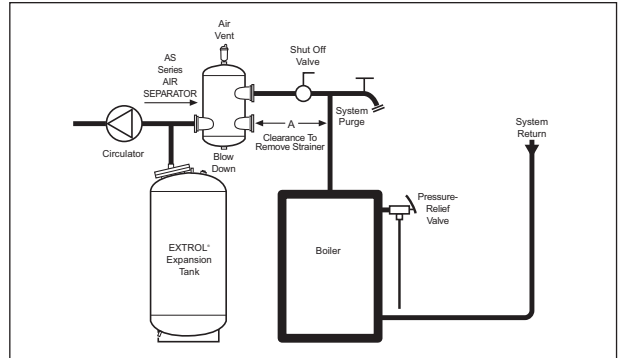 Air
Vent
AS
Series
AIR
SEPARATOR
Shut Off
Valve
System
Purge
A
Clearance To
Remove Strainer
System
Return
Circulator
Blow
Down
Pressure-
Relief
Valve
EXTROL®
Expansion
Tank
Boiler